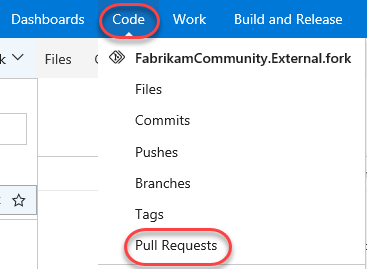 Dashboards Code Work Build and Release
Files
FabrikamCommunity.External.fork
Files
Commits
Pushes
Branches
Tags
Pull Requests